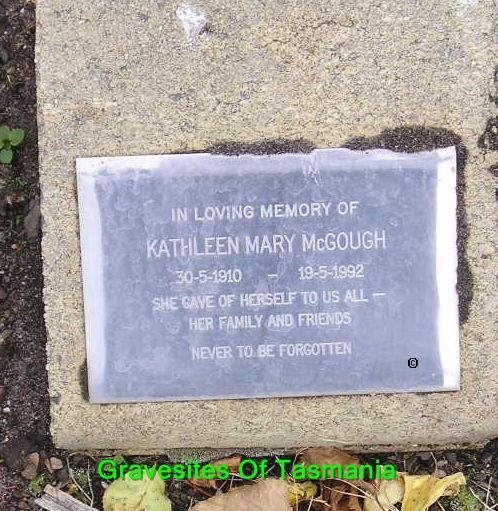 IN LOVING MEMORY OF
KATHLEEN MARY McGOUGH
30-5-1910 – 19-5-1992
SHE GAVE OF HERSELF TO US ALL —
HER FAMILY AND FRIENDS
NEVER TO BE FORGOTTEN
©
Gravesites Of Tasmania